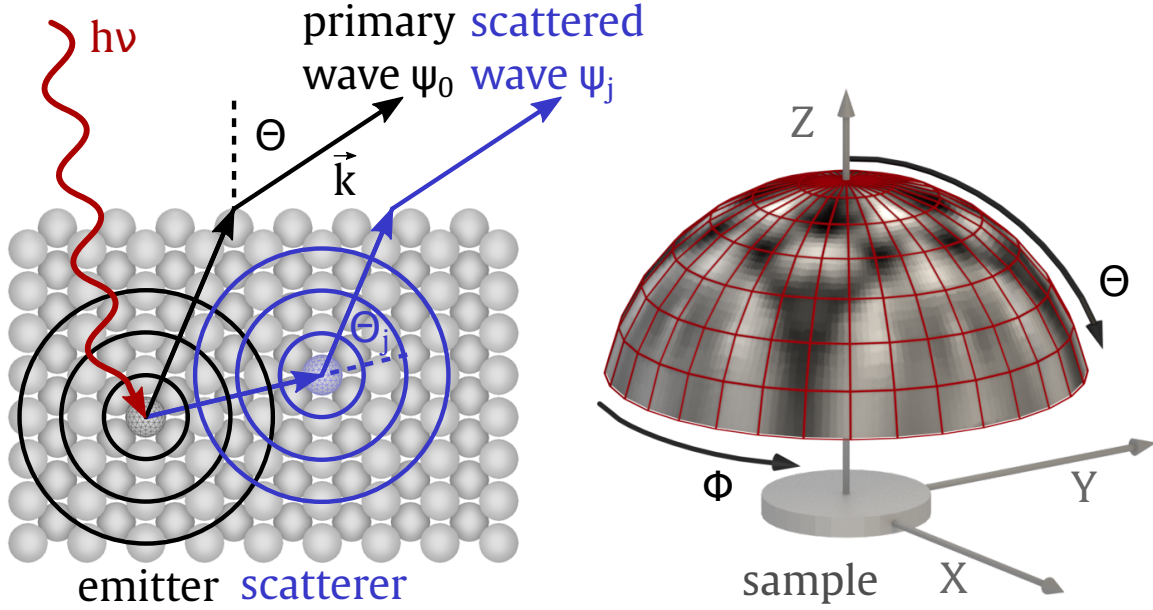 hν
primary scattered
wave ψ₀ wave ψⱼ
Θ
k⃗
Θⱼ
emitter scatterer
Z
Θ
Φ
Y
X
sample